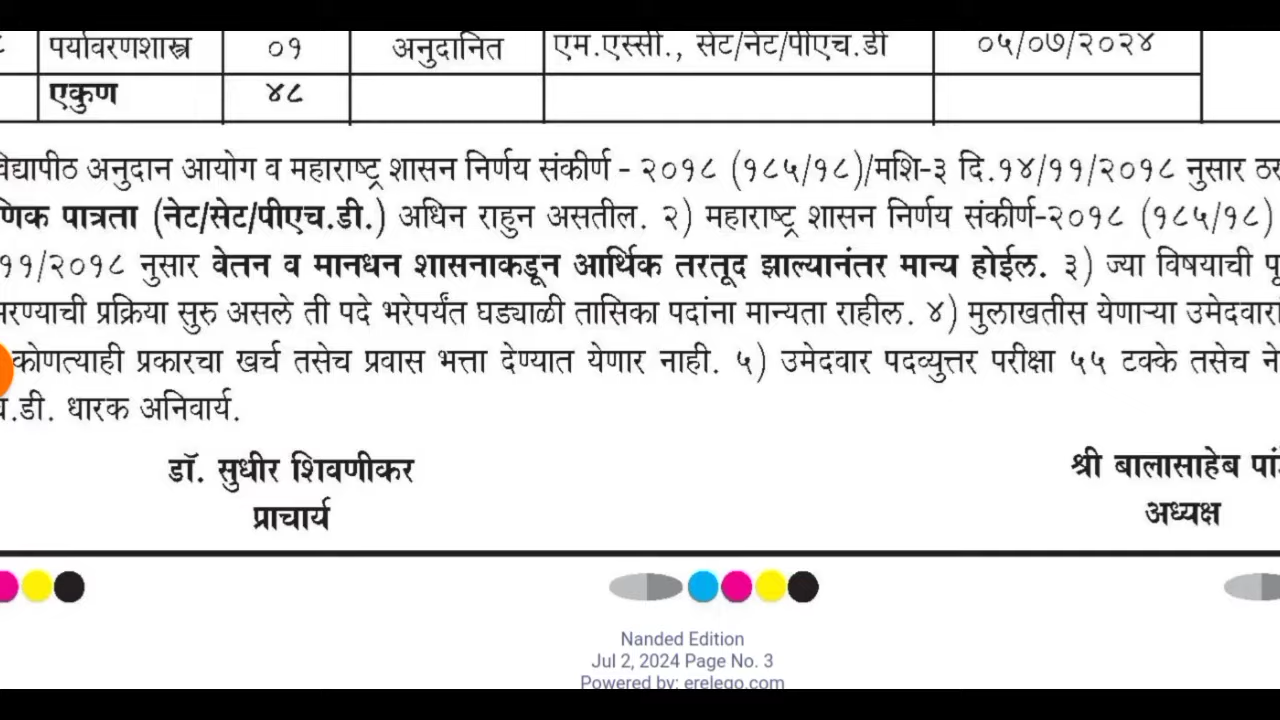 पर्यावरणशास्त्र ०१ अनुदानित एम.एस्सी., सेट/नेट/पीएच.डी ०५/०७/२०२४
एकुण ४८
विद्यापीठ अनुदान आयोग व महाराष्ट्र शासन निर्णय संकीर्ण - २०१८ (१८५/१८)/मशि-३ दि.१४/११/२०१८ नुसार
पात्रता (नेट/सेट/पीएच.डी.) अधिन राहुन असतील. २) महाराष्ट्र शासन निर्णय संकीर्ण-२०१८ (१८५/१८)
११/२०१८ नुसार वेतन व मानधन शासनाकडून आर्थिक तरतूद झाल्यानंतर मान्य होईल. ३) ज्या विषयाची
प्रक्रिया सुरु असले ती पदे भरेपर्यंत घड्याळी तासिका पदांना मान्यता राहील. ४) मुलाखतीस येणाऱ्या
कोणत्याही प्रकारचा खर्च तसेच प्रवास भत्ता देण्यात येणार नाही. ५) उमेदवार पदव्युत्तर परीक्षा ५५ टक्के तसेच
.डी. धारक अनिवार्य.
डॉ. सुधीर शिवणीकर श्री बालासाहेब
प्राचार्य अध्यक्ष
Nanded Edition
Jul 2, 2024 Page No. 3
Powered by: erelego.com